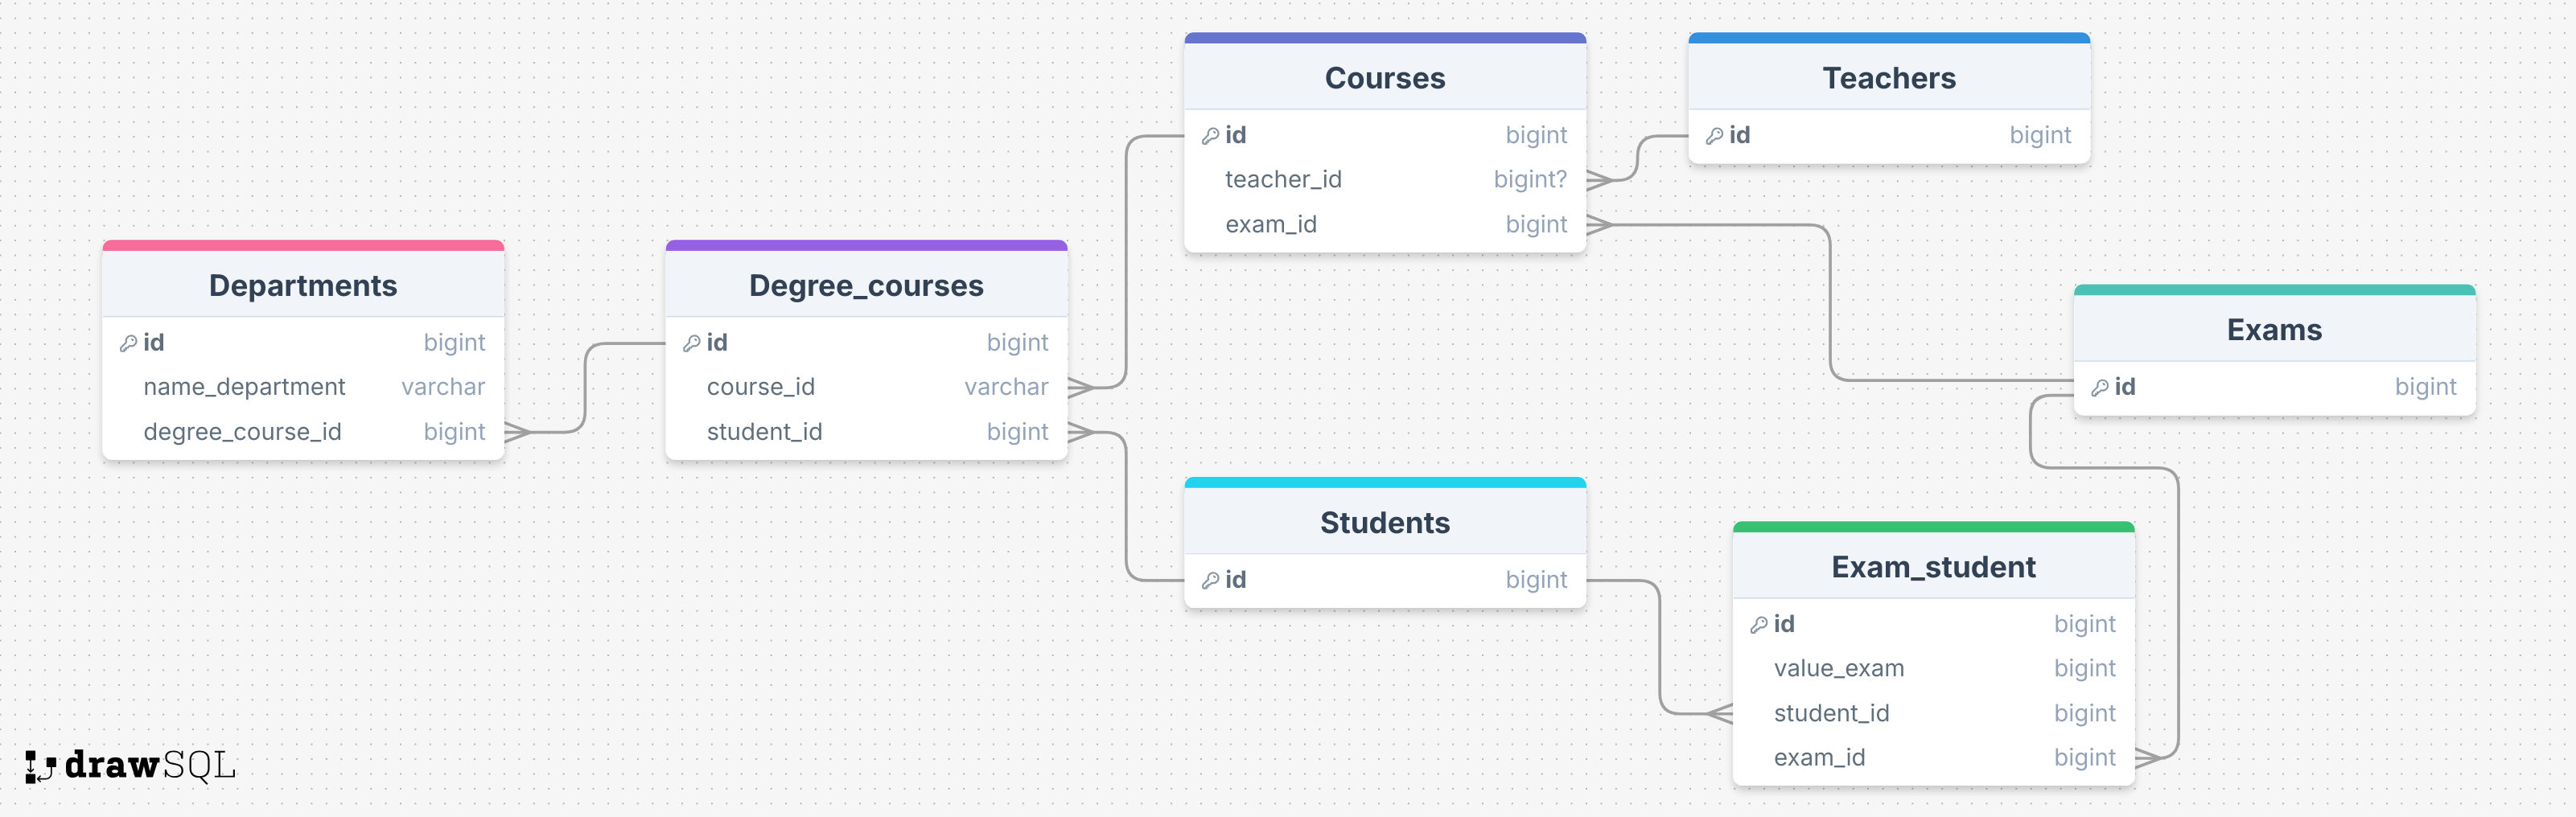 Courses
id bigint
teacher_id bigint?
exam_id bigint
Teachers
id bigint
Departments
id bigint
name_department varchar
degree_course_id bigint
Degree_courses
id bigint
course_id varchar
student_id bigint
Exams
id bigint
Students
id bigint
Exam_student
id bigint
value_exam bigint
student_id bigint
exam_id bigint
drawSQL